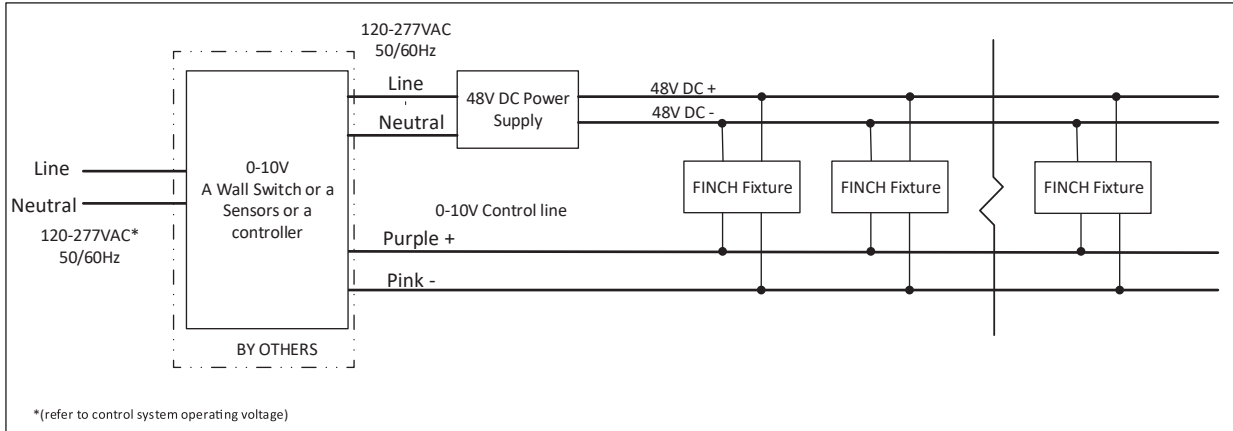 120-277VAC
50/60Hz
Line
Neutral
48V DC Power
Supply
48V DC +
48V DC -
Line
Neutral
120-277VAC*
50/60Hz
0-10V
A Wall Switch or a
Sensors or a
controller
FINCH Fixture
FINCH Fixture
FINCH Fixture
0-10V Control line
Purple +
Pink -
BY OTHERS
*(refer to control system operating voltage)